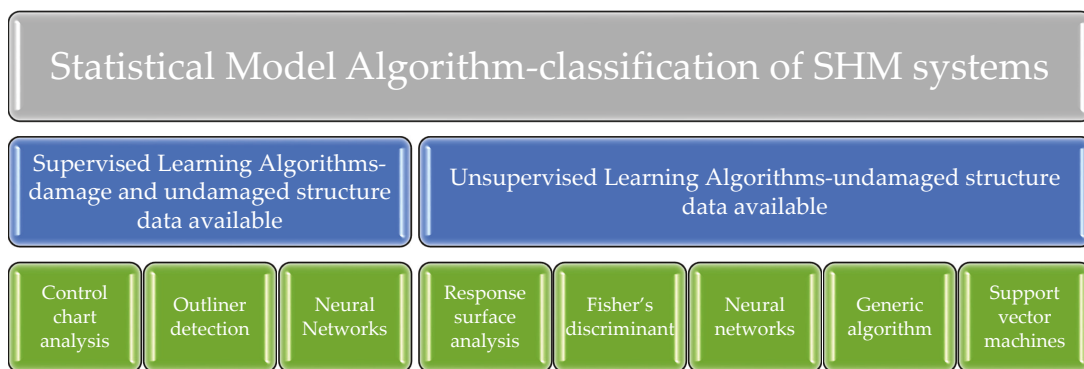 Statistical Model Algorithm-classification of SHM systems
Supervised Learning Algorithms-
damage and undamaged structure
data available
Unsupervised Learning Algorithms-undamaged structure
data available
Control
chart
analysis
Outliner
detection
Neural
Networks
Response
surface
analysis
Fisher's
discriminant
Neural
networks
Generic
algorithm
Support
vector
machines